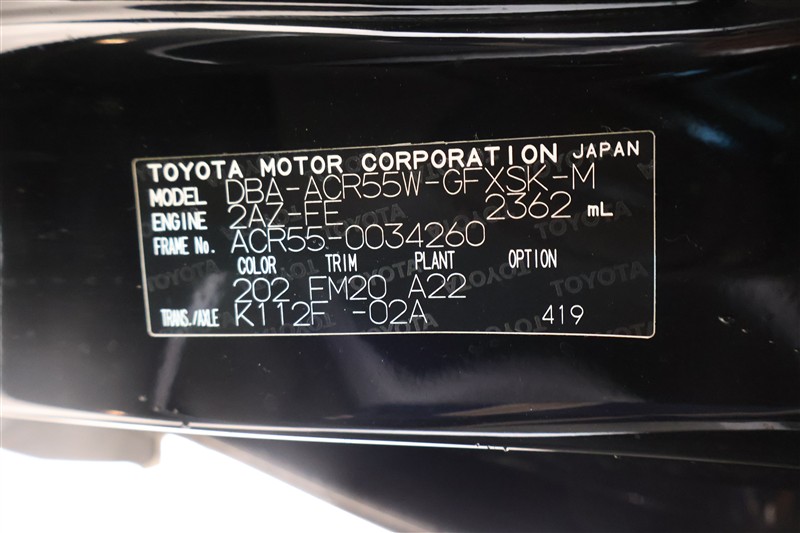 TOYOTA MOTOR CORPORATION JAPAN
MODEL DBA-ACR55W-GFXSK-M
ENGINE 2AZ-FE 2362 mL
FRAME No. ACR55-0034260
COLOR TRIM PLANT OPTION
202 FM20 A22
TRANS./AXLE K112F -02A 419